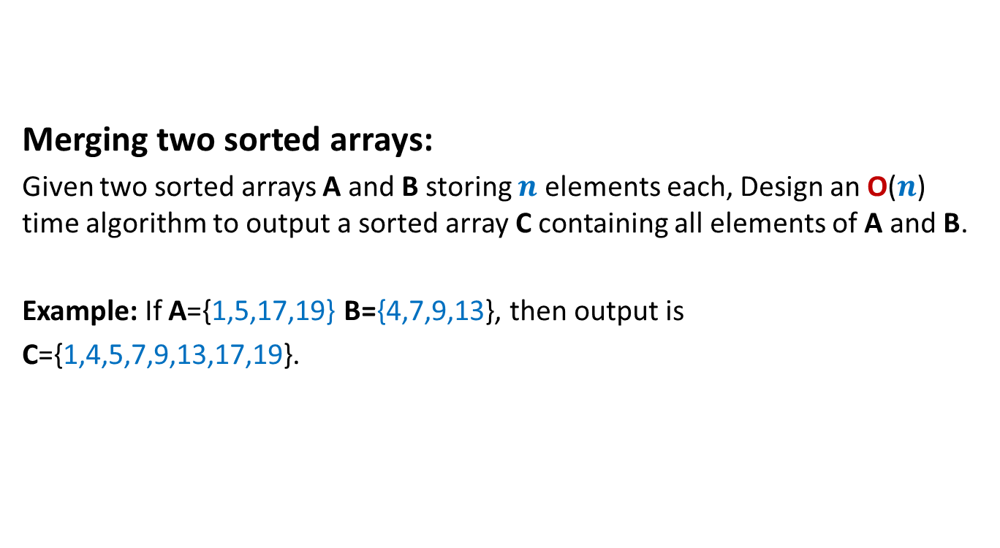 Merging two sorted arrays:
Given two sorted arrays A and B storing n elements each, Design an O(n)
time algorithm to output a sorted array C containing all elements of A and B.
Example: If A={1,5,17,19} B={4,7,9,13}, then output is
C={1,4,5,7,9,13,17,19}.